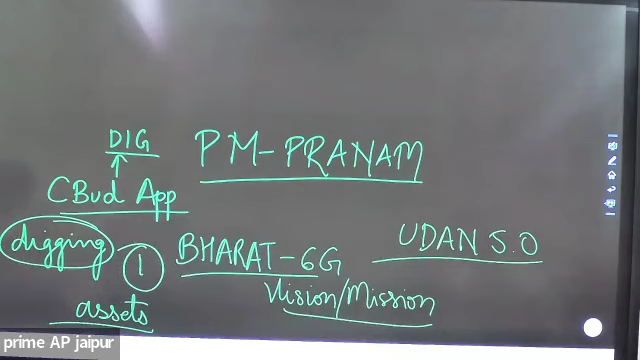 DIG
PM-PRANAM
CBud App
digging
1
BHARAT-6G
UDAN 5.0
Vision/Mission
assets
prime AP jaipur